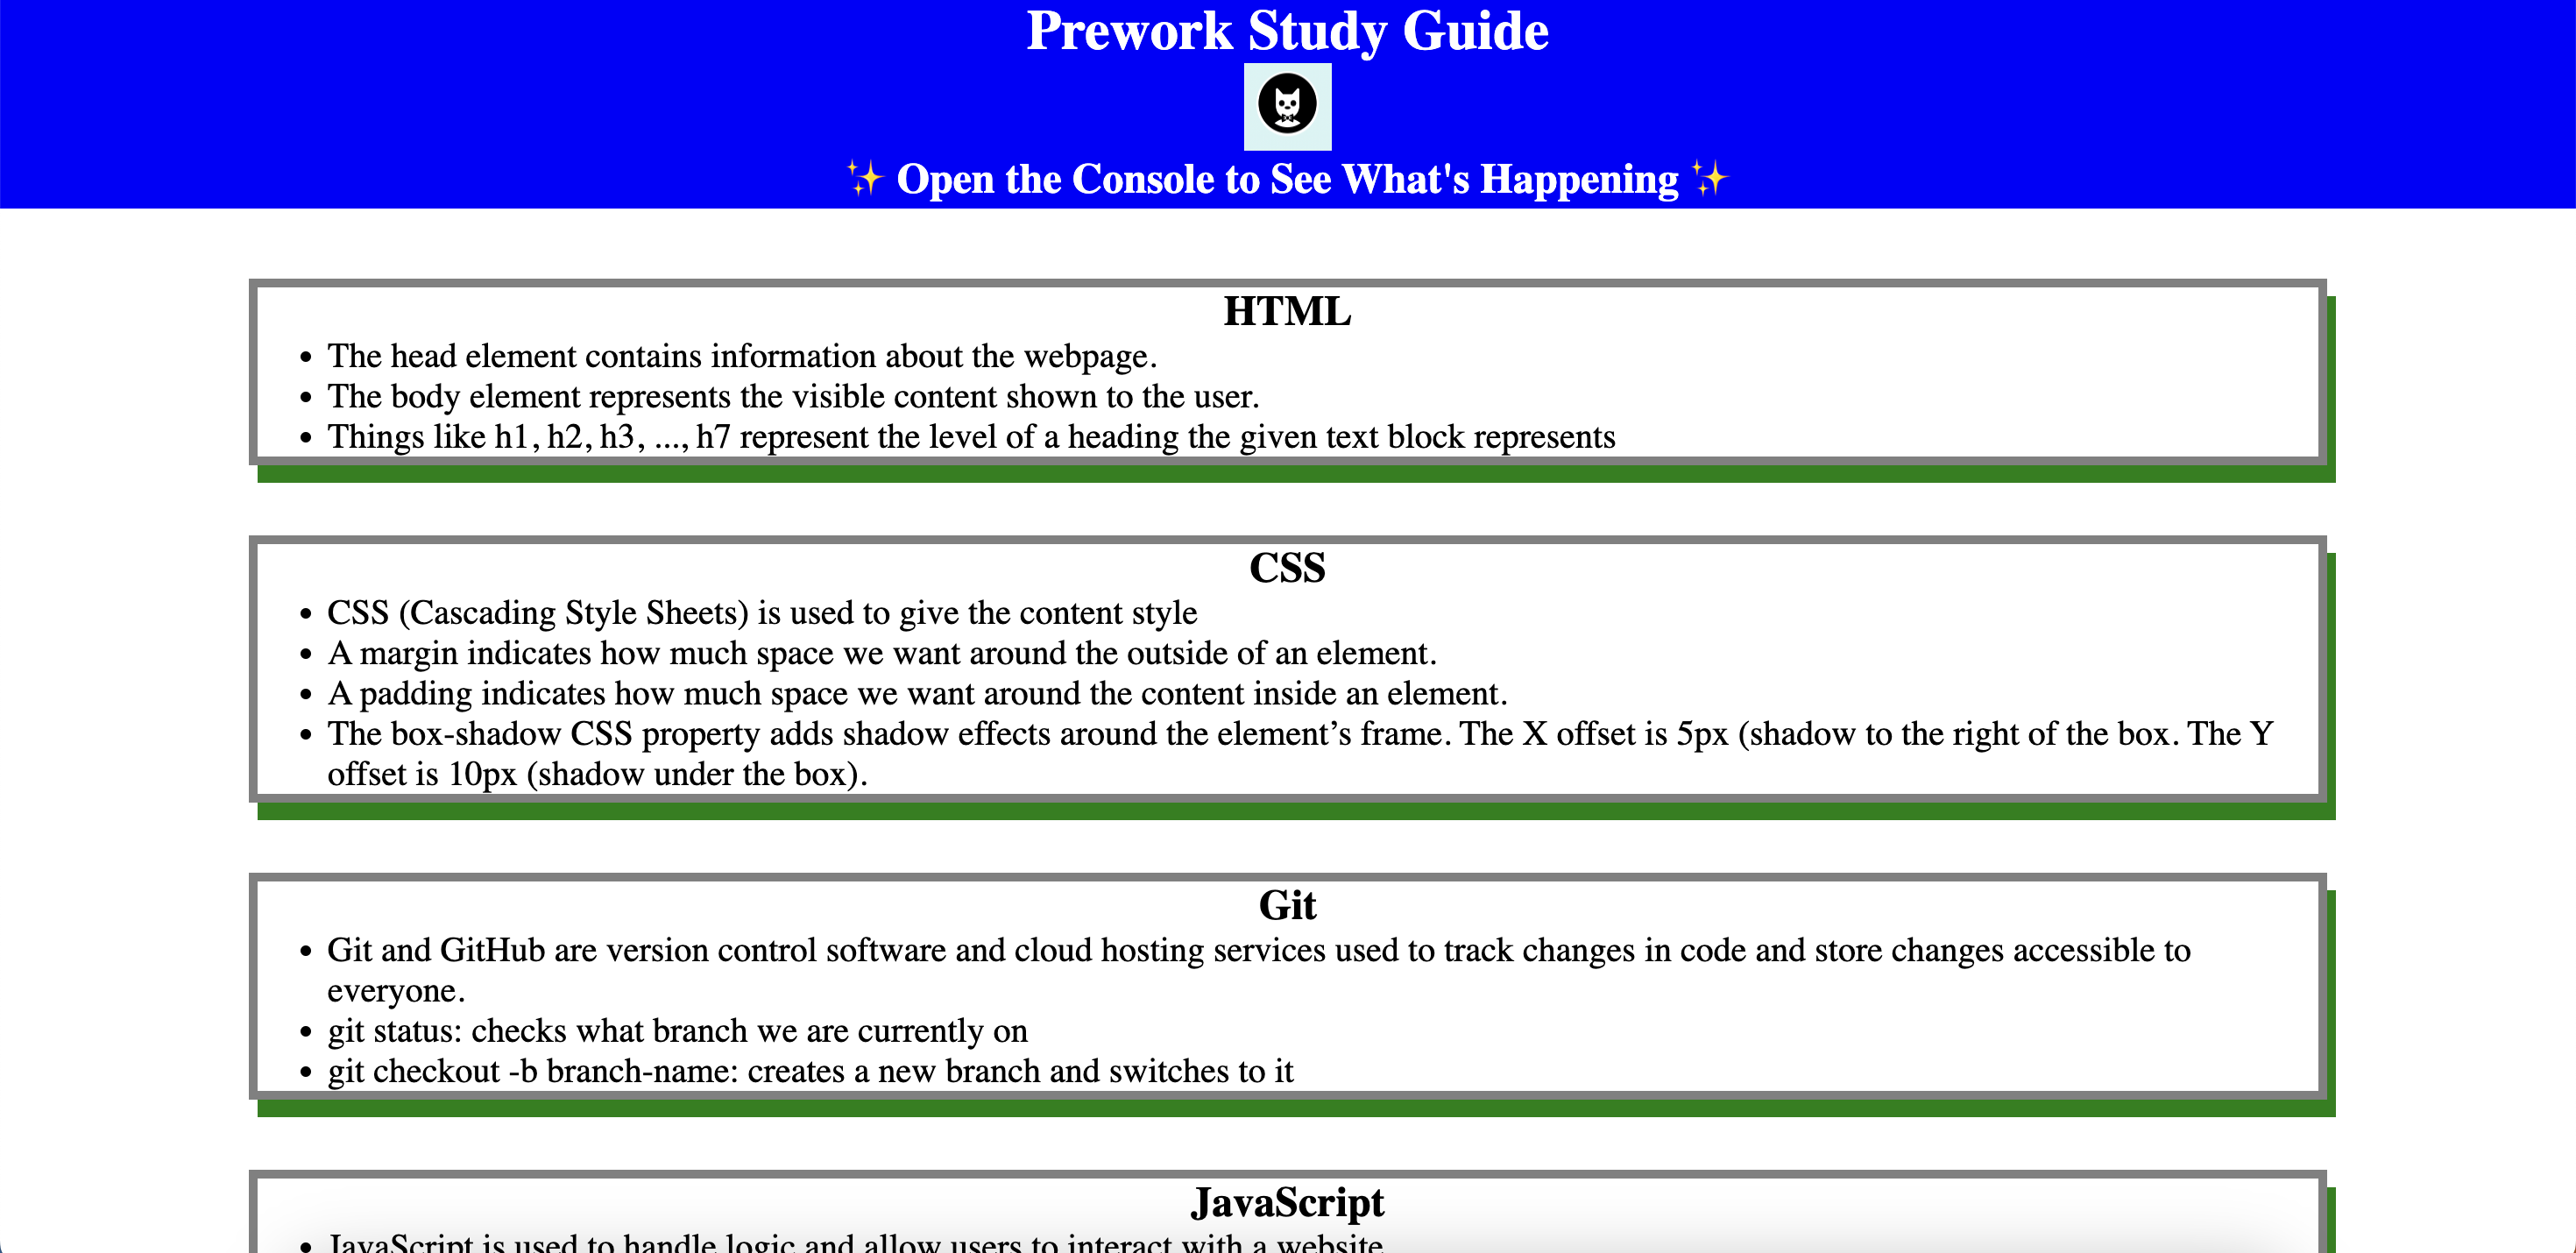 Prework Study Guide
✨ Open the Console to See What's Happening ✨
HTML
• The head element contains information about the webpage.
• The body element represents the visible content shown to the user.
• Things like h1, h2, h3, ..., h7 represent the level of a heading the given text block represents
CSS
• CSS (Cascading Style Sheets) is used to give the content style
• A margin indicates how much space we want around the outside of an element.
• A padding indicates how much space we want around the content inside an element.
• The box-shadow CSS property adds shadow effects around the element’s frame. The X offset is 5px (shadow to the right of the box. The Y
offset is 10px (shadow under the box).
Git
• Git and GitHub are version control software and cloud hosting services used to track changes in code and store changes accessible to
everyone.
• git status: checks what branch we are currently on
• git checkout -b branch-name: creates a new branch and switches to it
JavaScript
• JavaScript is used to handle logic and allow users to interact with a website